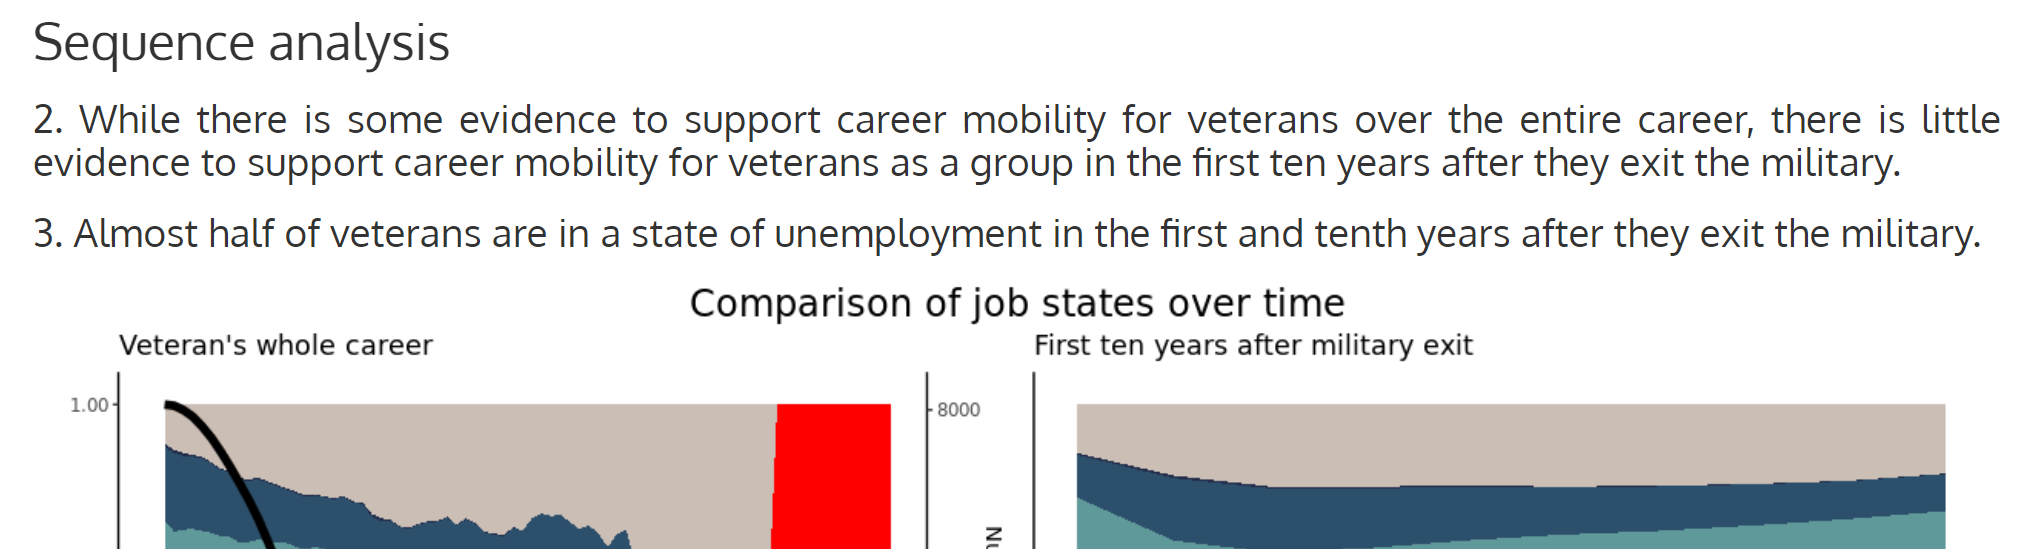 Sequence analysis
2. While there is some evidence to support career mobility for veterans over the entire career, there is little
evidence to support career mobility for veterans as a group in the first ten years after they exit the military.
3. Almost half of veterans are in a state of unemployment in the first and tenth years after they exit the military.
Comparison of job states over time
Veteran's whole career
First ten years after military exit
1.00
8000